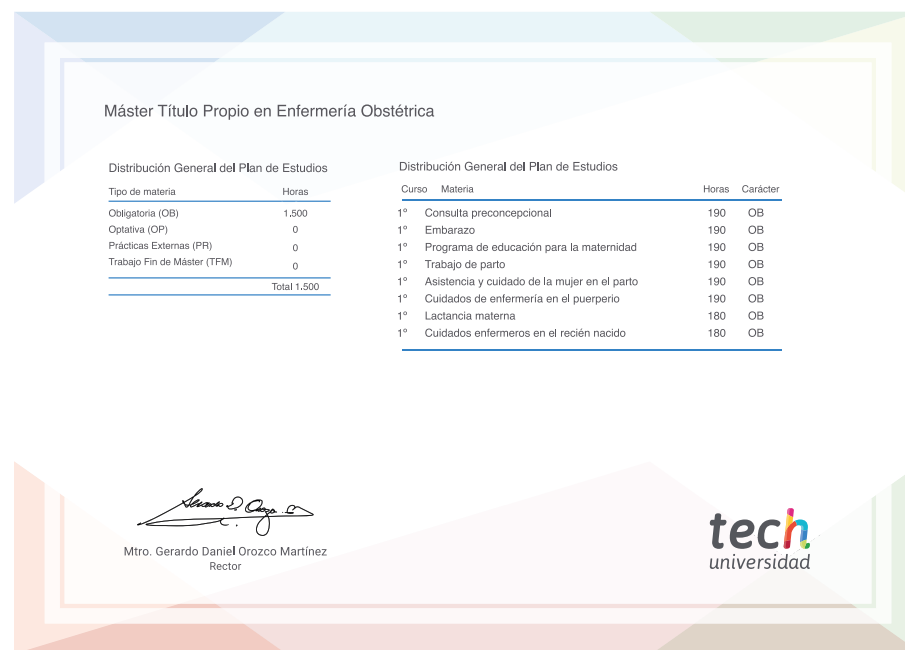 Máster Título Propio en Enfermería Obstétrica
Distribución General del Plan de Estudios
Tipo de materia Horas
Obligatoria (OB) 1.500
Optativa (OP) 0
Prácticas Externas (PR) 0
Trabajo Fin de Máster (TFM) 0
Total 1.500
Distribución General del Plan de Estudios
Curso Materia Horas Carácter
1º Consulta preconcepcional 190 OB
1º Embarazo 190 OB
1º Programa de educación para la maternidad 190 OB
1º Trabajo de parto 190 OB
1º Asistencia y cuidado de la mujer en el parto 190 OB
1º Cuidados de enfermería en el puerperio 190 OB
1º Lactancia materna 180 OB
1º Cuidados enfermeros en el recién nacido 180 OB
Mtro. Gerardo Daniel Orozco Martínez
Rector
tech
universidad